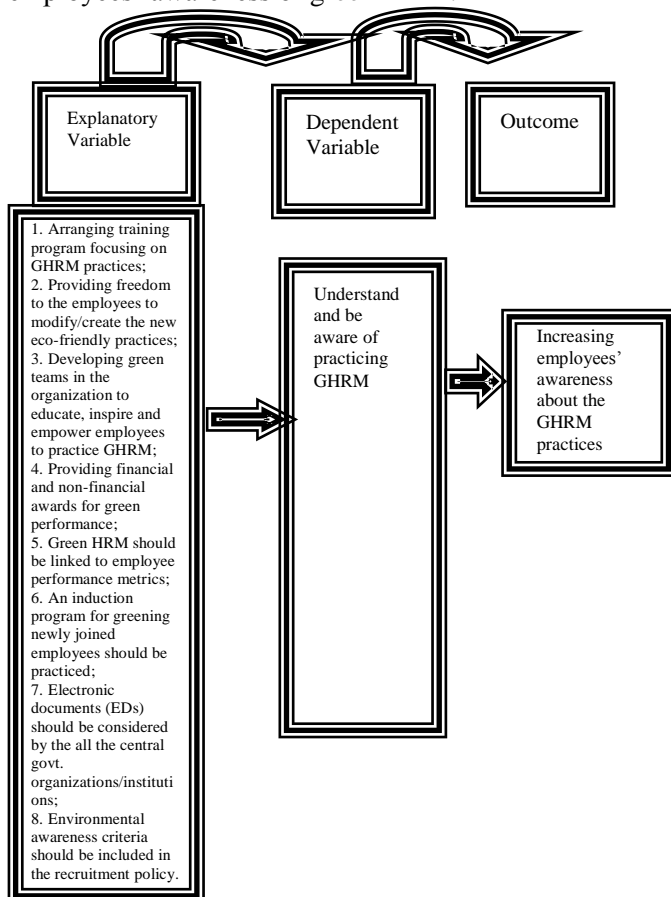 Explanatory
Variable
Dependent
Variable
Outcome
1. Arranging training
program focusing on
GHRM practices;
2. Providing freedom
to the employees to
modify/create the new
eco-friendly practices;
3. Developing green
teams in the
organization to
educate, inspire and
empower employees
to practice GHRM;
4. Providing financial
and non-financial
awards for green
performance;
5. Green HRM should
be linked to employee
performance metrics;
6. An induction
program for greening
newly joined
employees should be
practiced;
7. Electronic
documents (EDs)
should be considered
by the all the central
govt.
organizations/instituti
ons;
8. Environmental
awareness criteria
should be included in
the recruitment policy.
Understand
and be
aware of
practicing
GHRM
Increasing
employees’
awareness
about the
GHRM
practices